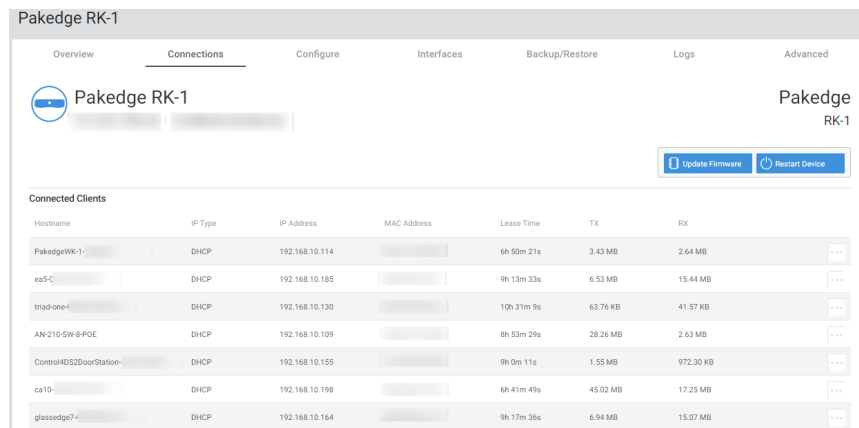 Pakedge RK-1
Overview Connections Configure Interfaces Backup/Restore Logs Advanced
Pakedge RK-1
Pakedge
RK-1
Update Firmware Restart Device
Connected Clients
Hostname IP Type IP Address MAC Address Lease Time TX RX
PakedgeWK-1- DHCP 192.168.10.114 6h 50m 21s 3.43 MB 2.64 MB
ea5- DHCP 192.168.10.185 9h 13m 33s 6.53 MB 15.44 MB
triad-one- DHCP 192.168.10.130 10h 31m 9s 63.76 KB 41.57 KB
AN-210-SW-8-POE DHCP 192.168.10.109 8h 53m 29s 28.26 MB 2.63 MB
Control4DS2DoorStation- DHCP 192.168.10.155 9h 0m 11s 1.55 MB 972.30 KB
ca10- DHCP 192.168.10.198 6h 41m 49s 45.02 MB 17.25 MB
glassedge7- DHCP 192.168.10.164 9h 17m 36s 6.94 MB 15.07 MB